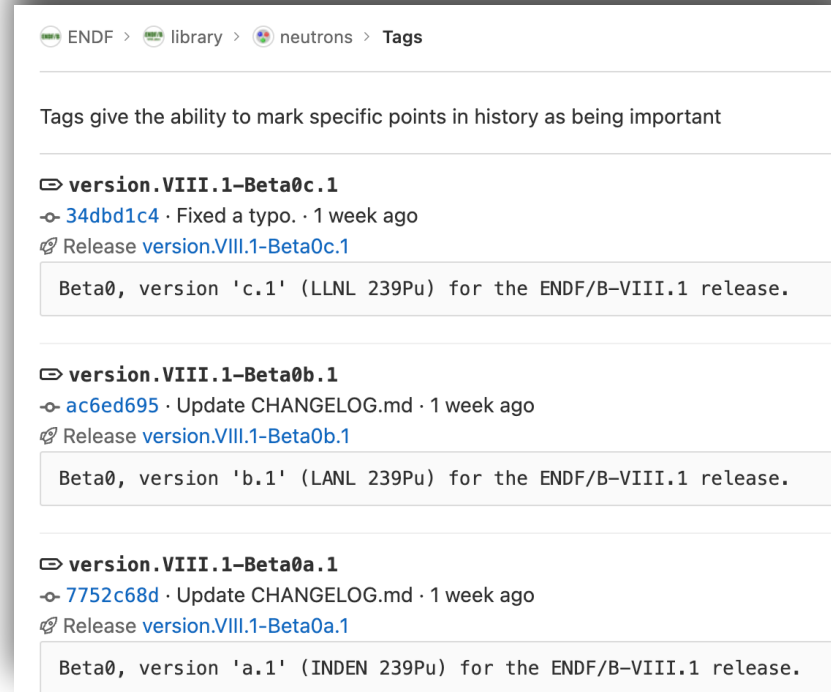 ENDF > library > neutrons > Tags
Tags give the ability to mark specific points in history as being important
version.VIII.1-Beta0c.1
34dbd1c4 · Fixed a typo. · 1 week ago
Release version.VIII.1-Beta0c.1
Beta0, version 'c.1' (LLNL 239Pu) for the ENDF/B-VIII.1 release.
version.VIII.1-Beta0b.1
ac6ed695 · Update CHANGELOG.md · 1 week ago
Release version.VIII.1-Beta0b.1
Beta0, version 'b.1' (LANL 239Pu) for the ENDF/B-VIII.1 release.
version.VIII.1-Beta0a.1
7752c68d · Update CHANGELOG.md · 1 week ago
Release version.VIII.1-Beta0a.1
Beta0, version 'a.1' (INDEN 239Pu) for the ENDF/B-VIII.1 release.